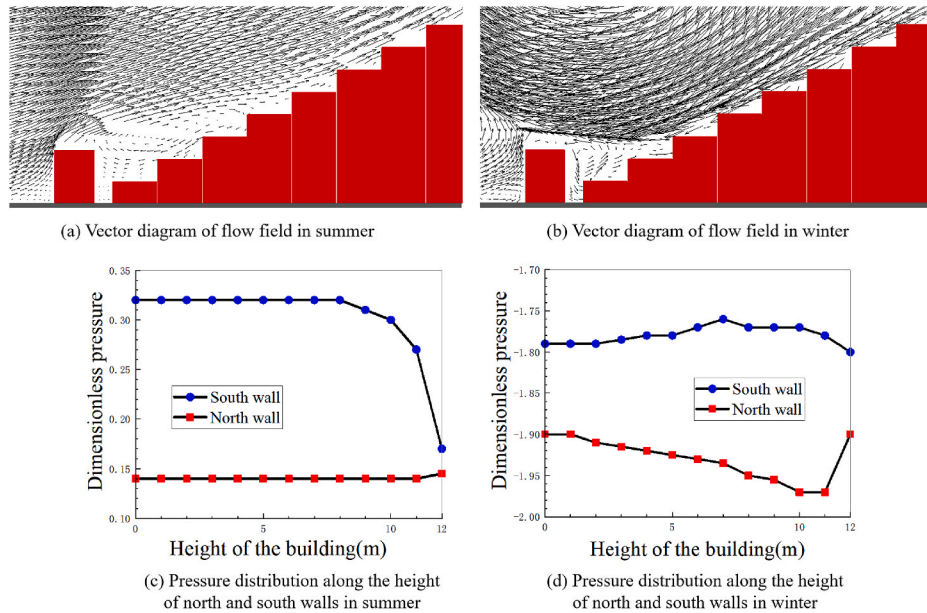 (a) Vector diagram of flow field in summer
(b) Vector diagram of flow field in winter
0.35
0.30
0.25
0.20
0.15
0.10
Dimensionless pressure
South wall
North wall
0
5
10
12
Height of the building(m)
(c) Pressure distribution along the height
of north and south walls in summer
-1.70
-1.75
-1.80
-1.85
-1.90
-1.95
-2.00
Dimensionless pressure
South wall
North wall
0
5
10
12
Height of the building(m)
(d) Pressure distribution along the height
of north and south walls in winter